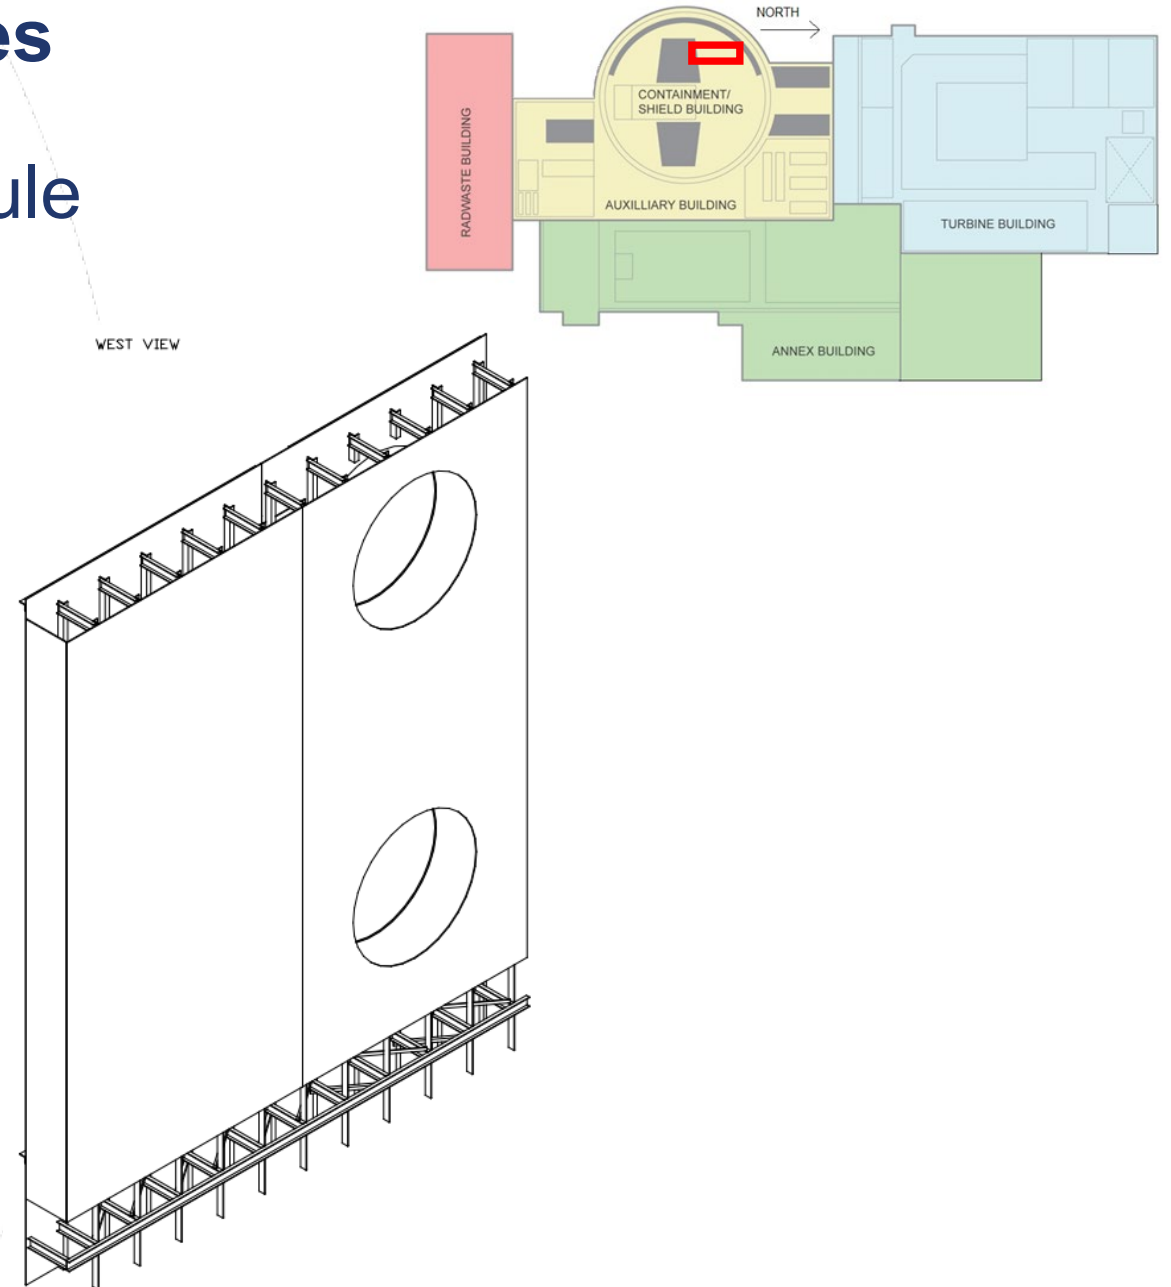 es
ule
NORTH
CONTAINMENT/
SHIELD BUILDING
RADWASTE BUILDING
AUXILLIARY BUILDING
TURBINE BUILDING
ANNEX BUILDING
WEST VIEW